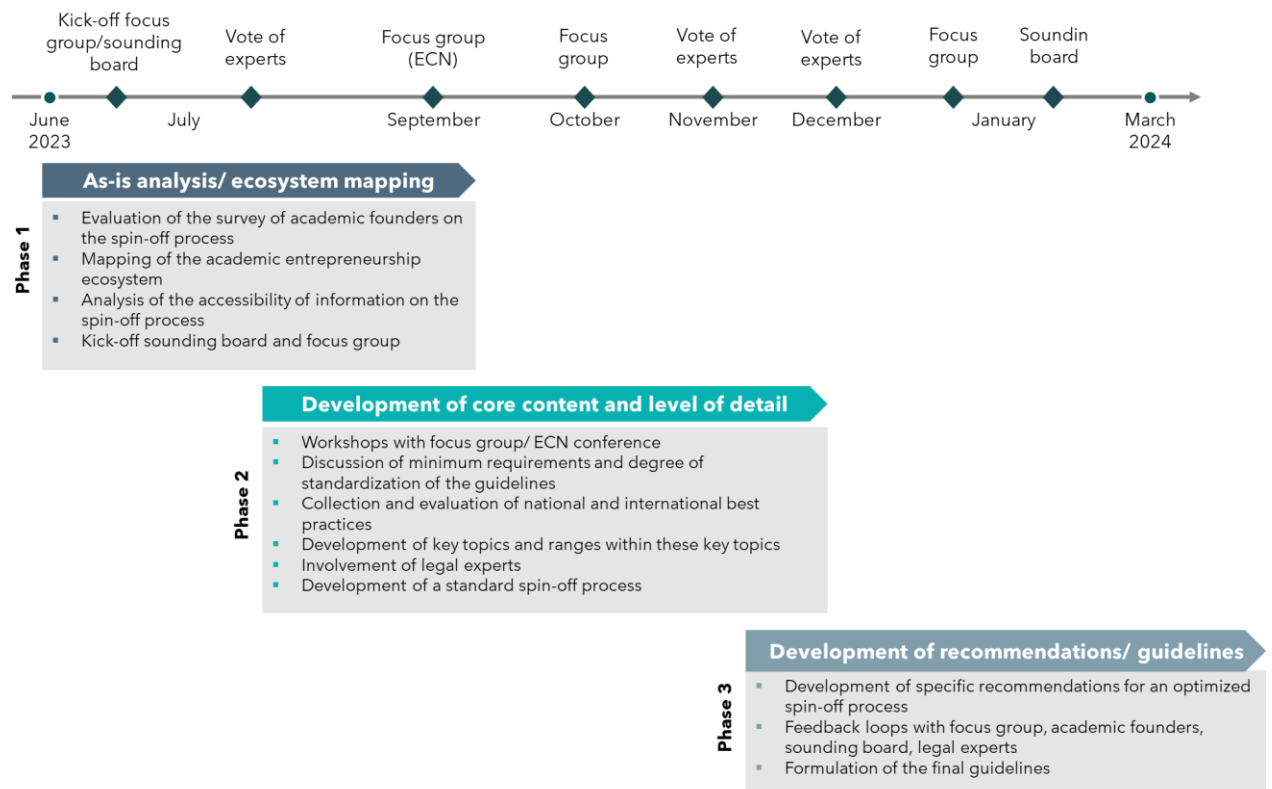 Kick-off focus
group/sounding
board
Vote of
experts
Focus group
(ECN)
Focus
group
Vote of
experts
Vote of
experts
Focus
group
Soundin
board
June
2023
July
September
October
November
December
January
March
2024
Phase 1
As-is analysis/ ecosystem mapping
▪ Evaluation of the survey of academic founders on
the spin-off process
▪ Mapping of the academic entrepreneurship
ecosystem
▪ Analysis of the accessibility of information on the
spin-off process
▪ Kick-off sounding board and focus group
Phase 2
Development of core content and level of detail
▪ Workshops with focus group/ ECN conference
▪ Discussion of minimum requirements and degree of
standardization of the guidelines
▪ Collection and evaluation of national and international best
practices
▪ Development of key topics and ranges within these key topics
▪ Involvement of legal experts
▪ Development of a standard spin-off process
Phase 3
Development of recommendations/ guidelines
▪ Development of specific recommendations for an optimized
spin-off process
▪ Feedback loops with focus group, academic founders,
sounding board, legal experts
▪ Formulation of the final guidelines